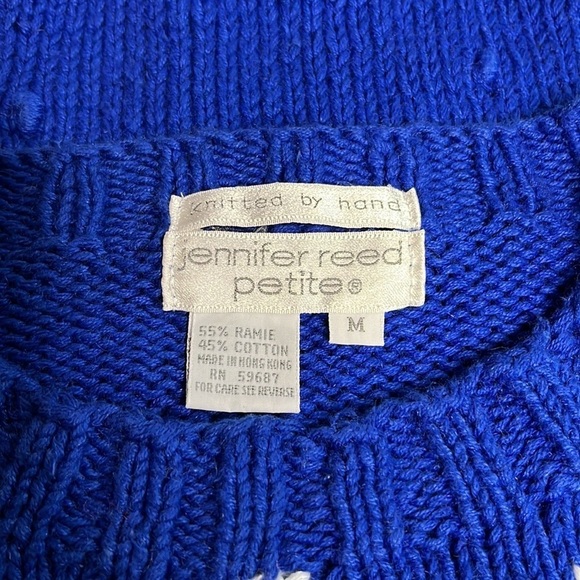 knitted by hand
jennifer reed
petite®
M
55% RAMIE
45% COTTON
MADE IN HONG KONG
RN 59687
FOR CARE SEE REVERSE